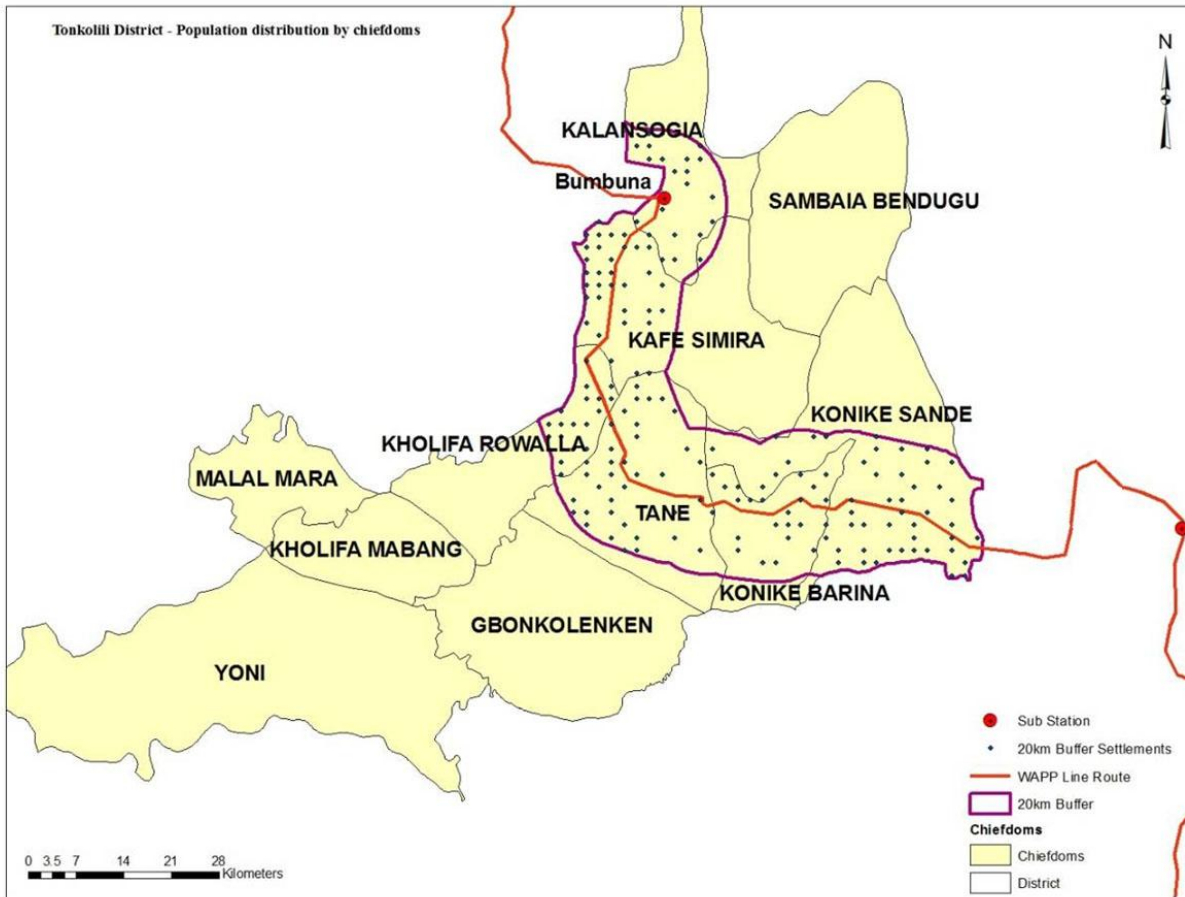 Tonkolili District - Population distribution by chiefdoms
N
KALANSOGIA
Bumbuna
SAMBAIA BENDUGU
KAFE SIMIRA
KONIKE SANDE
KHOLIFA ROWALLA
MALAL MARA
TANE
KHOLIFA MABANG
KONIKE BARINA
GBONKOLENKEN
YONI
Sub Station
20km Buffer Settlements
WAPP Line Route
20km Buffer
Chiefdoms
Chiefdoms
District
0 3.5 7 14 21 28
Kilometers